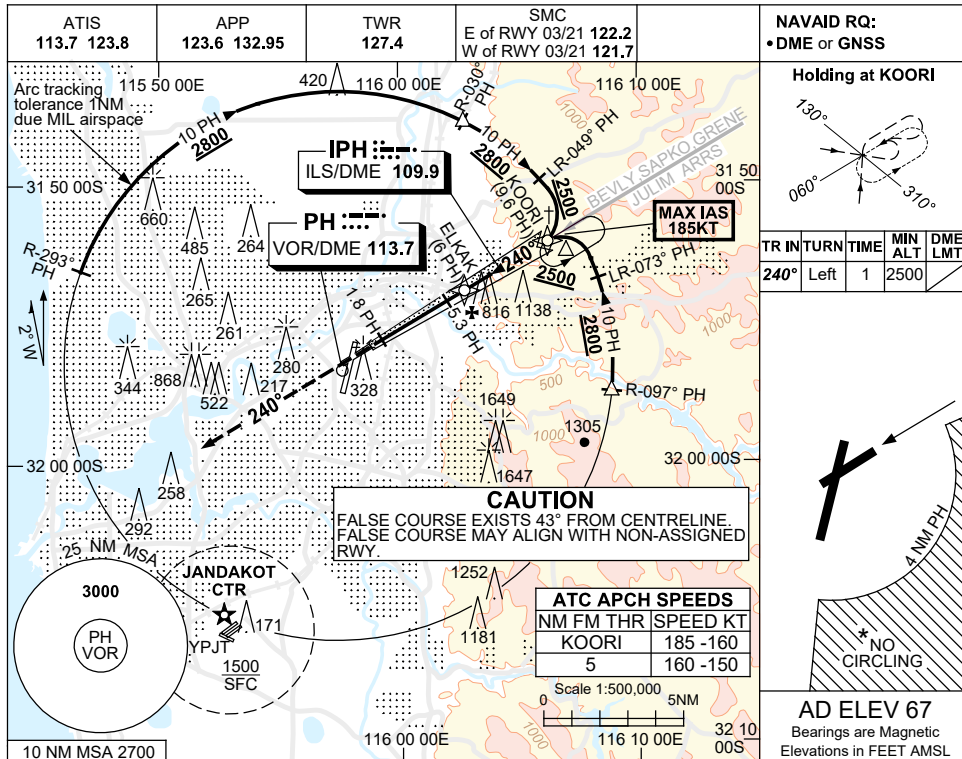 ATIS
113.7 123.8
APP
123.6 132.95
TWR
127.4
SMC
E of RWY 03/21 122.2
W of RWY 03/21 121.7
NAVAID RQ:
• DME or GNSS
115 50 00E
116 00 00E
116 10 00E
Arc tracking
tolerance 1NM
due MIL airspace
420
R-030°
PH
10 PH
2800
10 PH
2800
LR-049° PH
2500
BEVLY SAPKO GRENE
JULIM ARRS
IPH
ILS/DME 109.9
KOORI
(9.6 PH)
31 50 00S
31 50
00S
MAX IAS
185KT
660
485
264
PH
VOR/DME 113.7
ELKAK
(6 PH)
240°
2500
LR-073° PH
R-293°
PH
265
1.8 PH
5.3 PH
816
1138
10 PH
2800
1000
2° W
261
280
344
868
522
217
328
500
R-097° PH
240°
1649
1000
1305
1000
32 00 00S
32 00
00S
1647
258
292
CAUTION
FALSE COURSE EXISTS 43° FROM CENTRELINE.
FALSE COURSE MAY ALIGN WITH NON-ASSIGNED
RWY.
25 NM MSA
3000
PH
VOR
JANDAKOT
CTR
171
YPJT
1500
SFC
1252
1181
ATC APCH SPEEDS
NM FM THR SPEED KT
KOORI 185 -160
5 160 -150
Scale 1:500,000
0 5NM
1000
10 NM MSA 2700
116 00 00E
116 10 00E
32 10
00S
Holding at KOORI
130°
060°
310°
TR IN TURN TIME MIN ALT DME LMT
240° Left 1 2500
4 NM PH
*NO
CIRCLING
AD ELEV 67
Bearings are Magnetic
Elevations in FEET AMSL